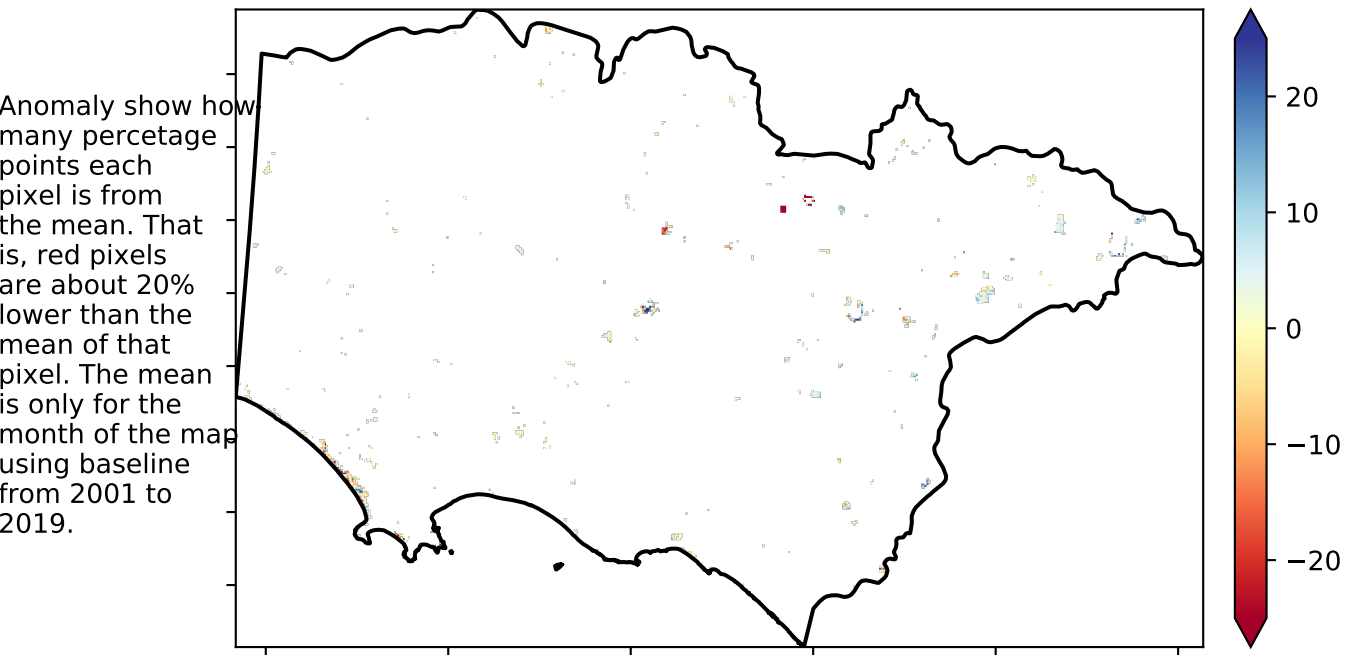 Anomaly show how
many percetage
points each
pixel is from
the mean. That
is, red pixels
are about 20%
lower than the
mean of that
pixel. The mean
is only for the
month of the map
using baseline
from 2001 to
2019.
20
10
0
−10
−20